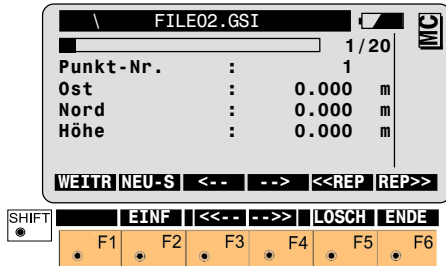 \ FILE02.GSI
MC
1/20
Punkt-Nr. : 1
Ost : 0.000 m
Nord : 0.000 m
Höhe : 0.000 m
WEITR NEU-S <-- --> <<REP REP>>
SHIFT EINF <<-- -->> LOSCH ENDE
F1 F2 F3 F4 F5 F6